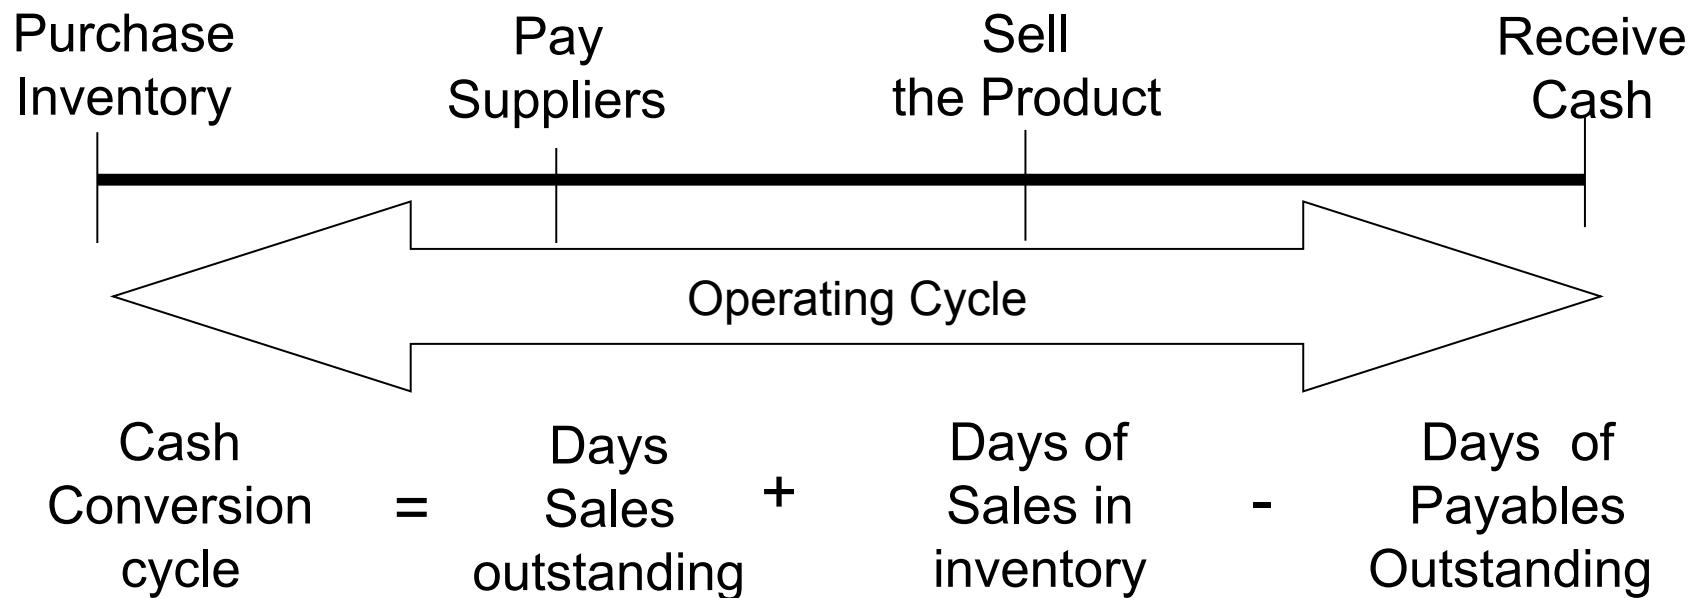 Purchase
Inventory
Pay
Suppliers
Sell
the Product
Receive
Cash
Operating Cycle
Cash
Conversion
cycle
=
Days
Sales
outstanding
+
Days of
Sales in
inventory
-
Days of
Payables
Outstanding